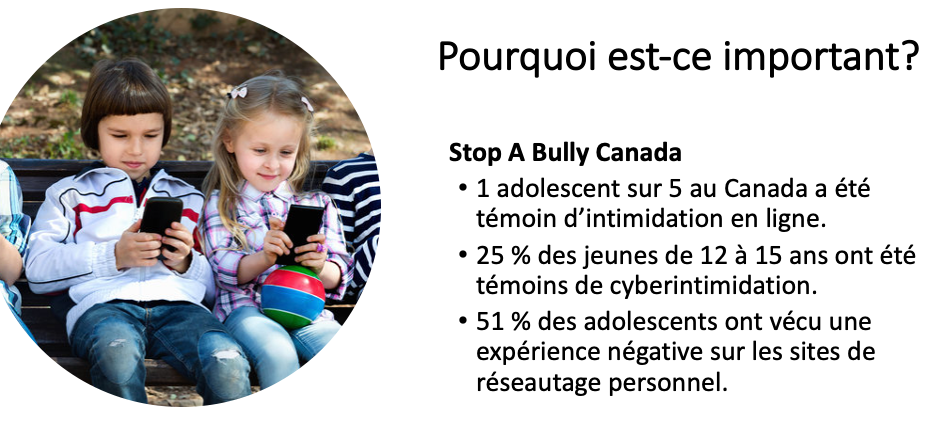 Pourquoi est-ce important?
Stop A Bully Canada
• 1 adolescent sur 5 au Canada a été
témoin d’intimidation en ligne.
• 25 % des jeunes de 12 à 15 ans ont été
témoins de cyberintimidation.
• 51 % des adolescents ont vécu une
expérience négative sur les sites de
réseautage personnel.